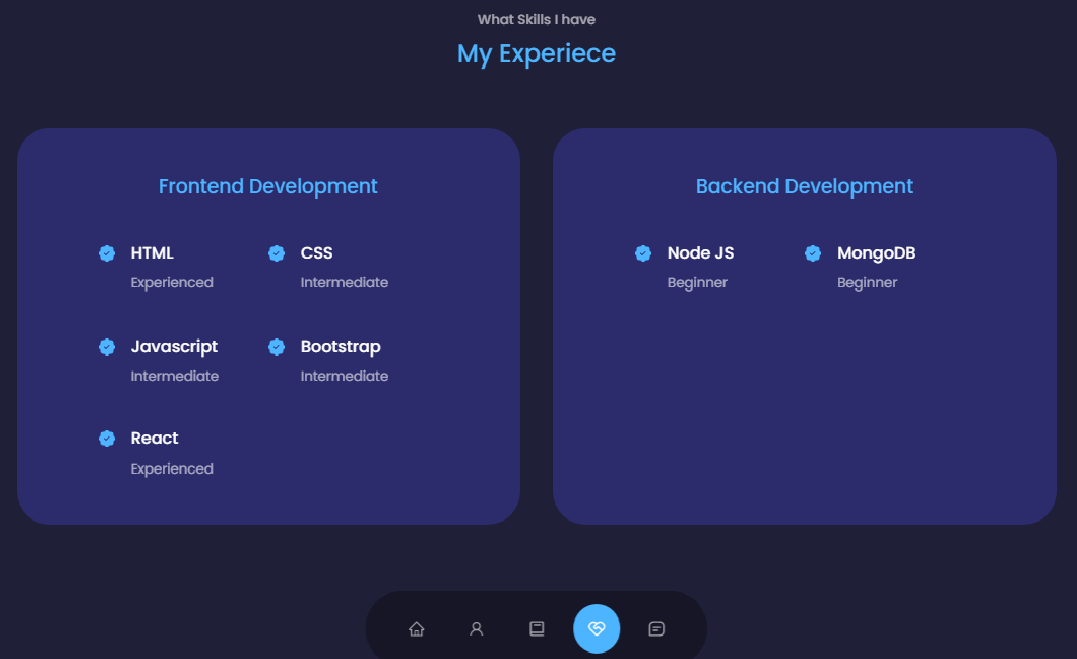 What Skills I have
My Experiece
Frontend Development
HTML
Experienced
CSS
Intermediate
Javascript
Intermediate
Bootstrap
Intermediate
React
Experienced
Backend Development
Node JS
Beginner
MongoDB
Beginner